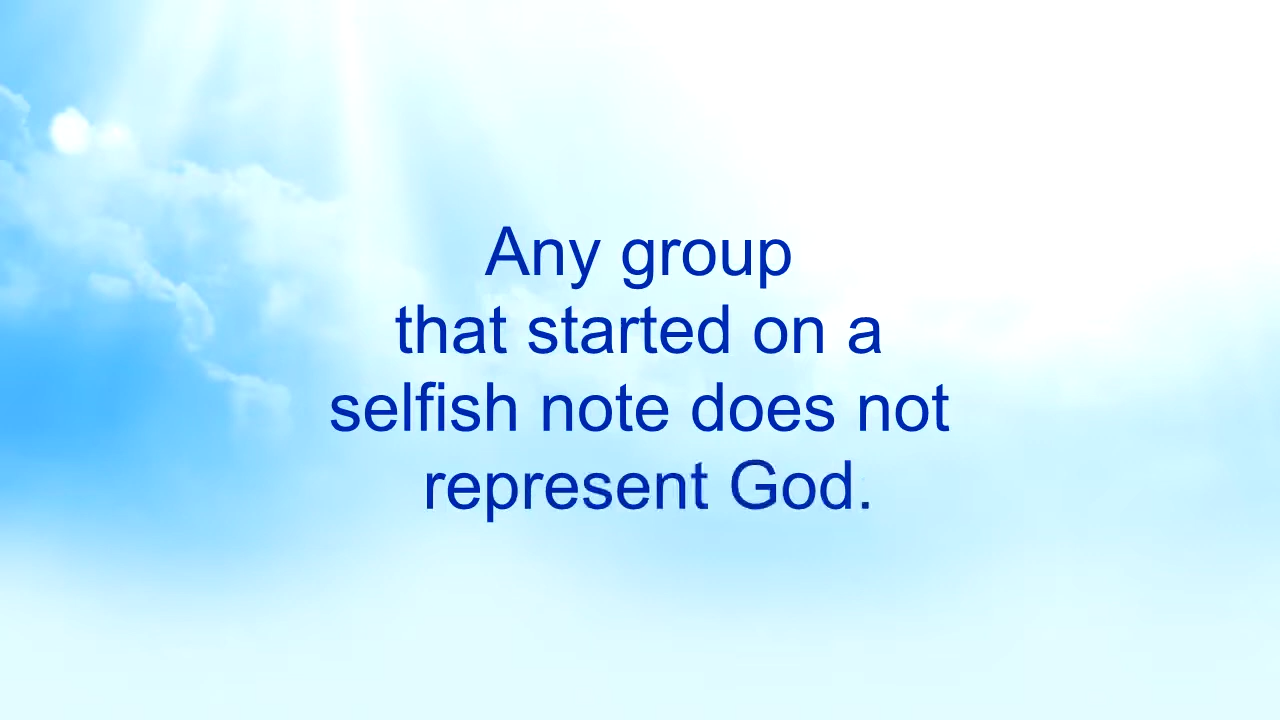 Any group
that started on a
selfish note does not
represent God.